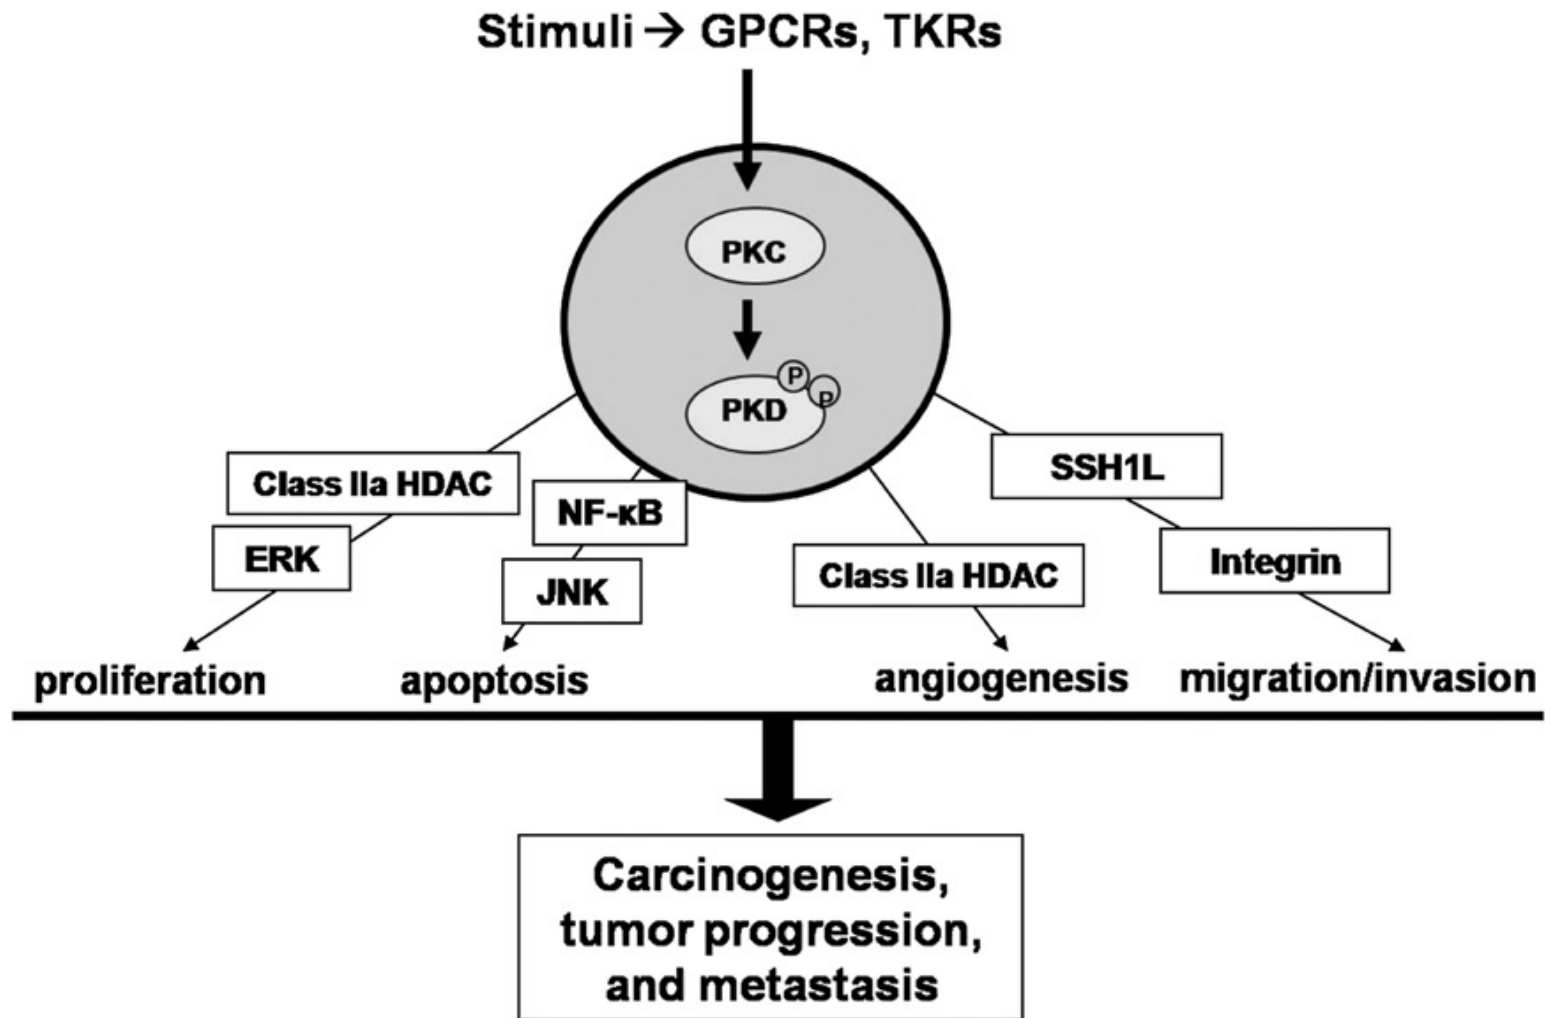 Stimuli → GPCRs, TKRs
PKC
P
P
PKD
Class IIa HDAC
NF-κB
SSH1L
ERK
JNK
Class IIa HDAC
Integrin
proliferation
apoptosis
angiogenesis
migration/invasion
Carcinogenesis,
tumor progression,
and metastasis